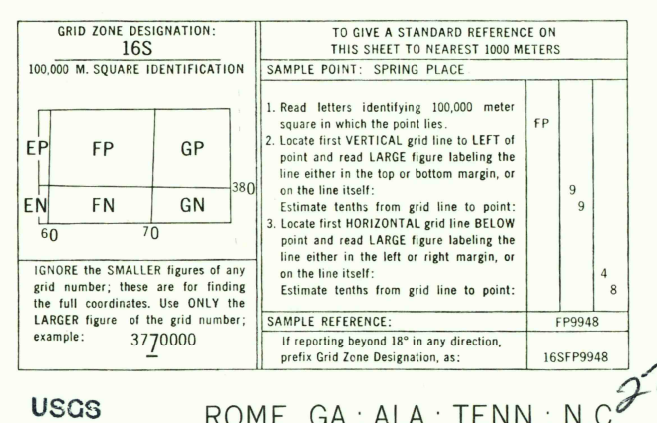 GRID ZONE DESIGNATION:
16S
100,000 M. SQUARE IDENTIFICATION
EP
FP
GP
380
EN
FN
GN
60
70
IGNORE the SMALLER figures of any
grid number; these are for finding
the full coordinates. Use ONLY the
LARGER figure of the grid number;
example: 3770000
TO GIVE A STANDARD REFERENCE ON
THIS SHEET TO NEAREST 1000 METERS
SAMPLE POINT: SPRING PLACE
1. Read letters identifying 100,000 meter
square in which the point lies. FP
2. Locate first VERTICAL grid line to LEFT of
point and read LARGE figure labeling the
line either in the top or bottom margin, or
on the line itself: 9
Estimate tenths from grid line to point: 9
3. Locate first HORIZONTAL grid line BELOW
point and read LARGE figure labeling the
line either in the left or right margin, or
on the line itself: 4
Estimate tenths from grid line to point: 8
SAMPLE REFERENCE: FP9948
If reporting beyond 18° in any direction,
prefix Grid Zone Designation, as: 16SFP9948
USGS
ROME, GA.; ALA.; TENN.; N.C.